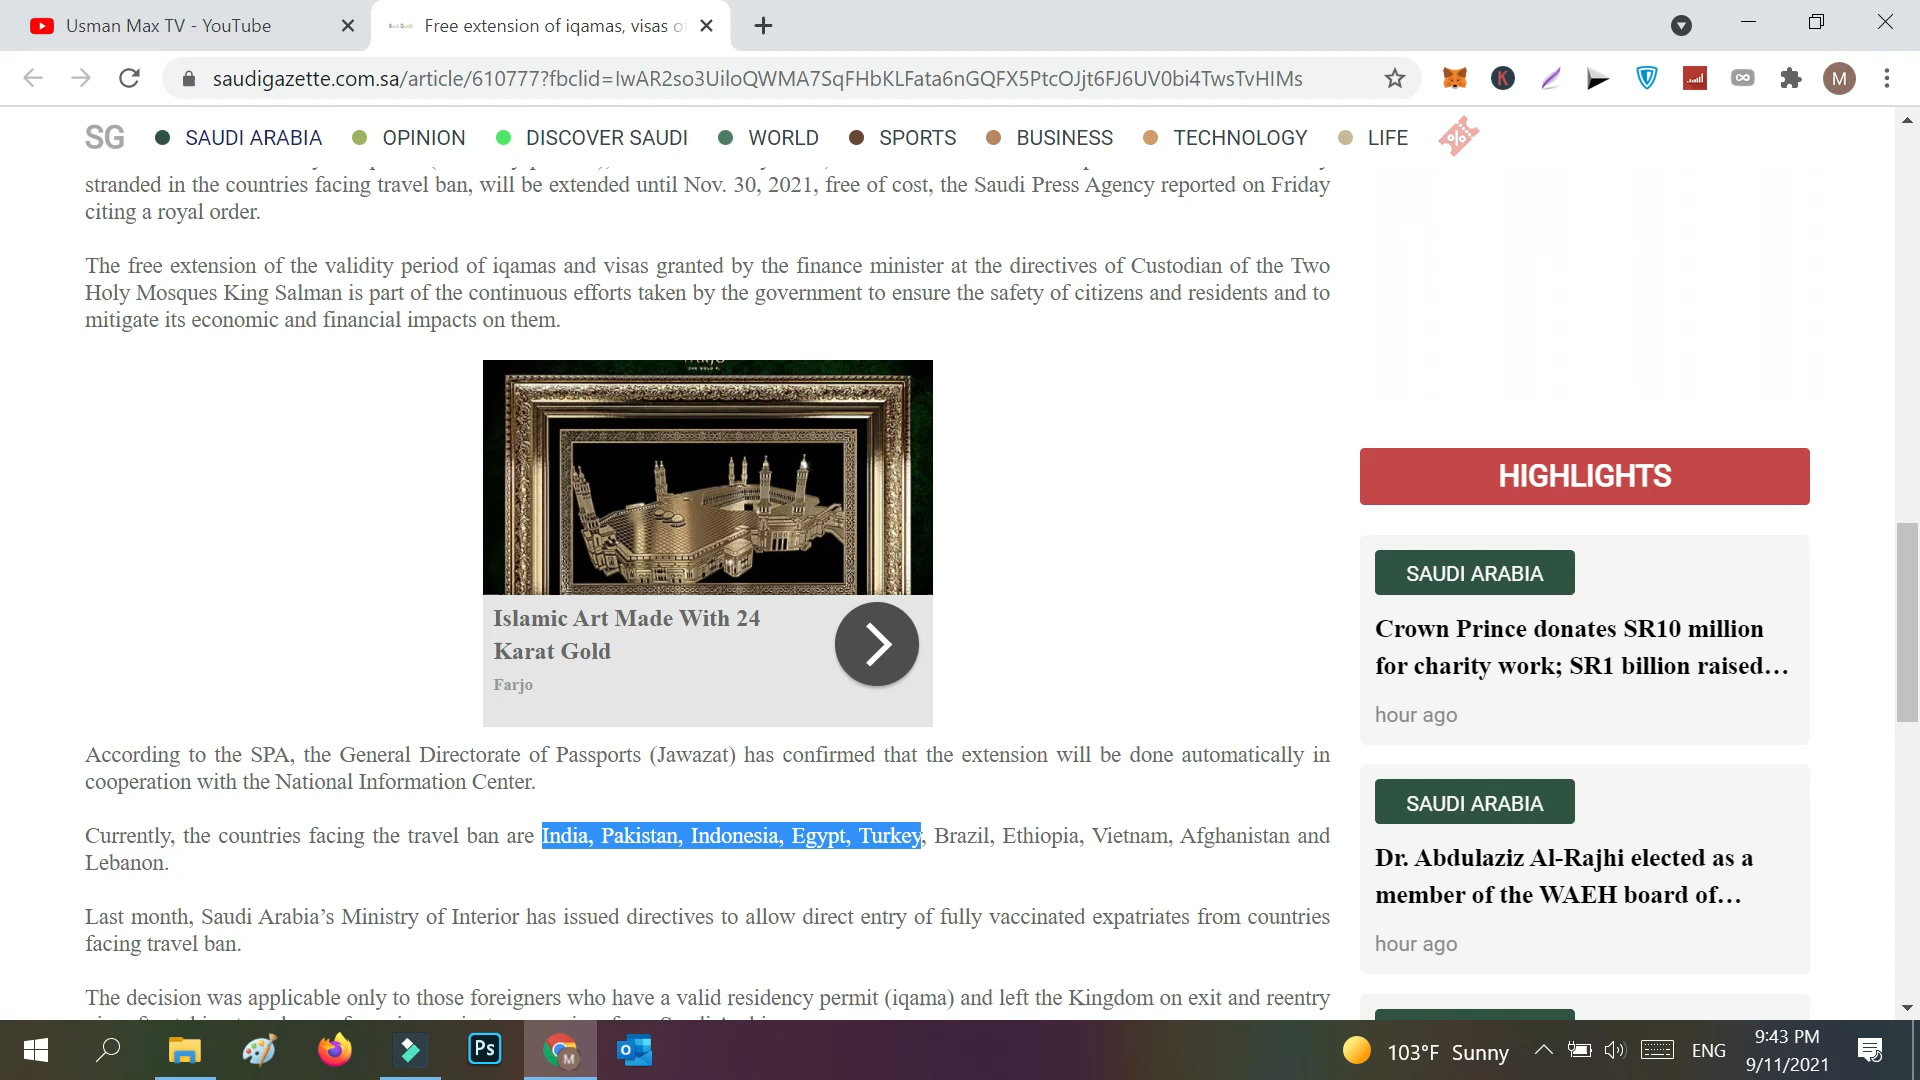 Usman Max TV - YouTube
Free extension of iqamas, visas o
saudigazette.com.sa/article/610777?fbclid=IwAR2so3UiloQWMA7SqFHbKLFata6nGQFX5PtcOJjt6FJ6UV0bi4TwsTvHIMs
M
SG SAUDI ARABIA OPINION DISCOVER SAUDI WORLD SPORTS BUSINESS TECHNOLOGY LIFE
stranded in the countries facing travel ban, will be extended until Nov. 30, 2021, free of cost, the Saudi Press Agency reported on Friday
citing a royal order.
The free extension of the validity period of iqamas and visas granted by the finance minister at the directives of Custodian of the Two
Holy Mosques King Salman is part of the continuous efforts taken by the government to ensure the safety of citizens and residents and to
mitigate its economic and financial impacts on them.
Islamic Art Made With 24
Karat Gold
Farjo
According to the SPA, the General Directorate of Passports (Jawazat) has confirmed that the extension will be done automatically in
cooperation with the National Information Center.
Currently, the countries facing the travel ban are India, Pakistan, Indonesia, Egypt, Turkey, Brazil, Ethiopia, Vietnam, Afghanistan and
Lebanon.
Last month, Saudi Arabia's Ministry of Interior has issued directives to allow direct entry of fully vaccinated expatriates from countries
facing travel ban.
The decision was applicable only to those foreigners who have a valid residency permit (iqama) and left the Kingdom on exit and reentry
HIGHLIGHTS
SAUDI ARABIA
Crown Prince donates SR10 million
for charity work; SR1 billion raised…
hour ago
SAUDI ARABIA
Dr. Abdulaziz Al-Rajhi elected as a
member of the WAEH board of…
hour ago
Ps
M
103°F Sunny
ENG
9:43 PM
9/11/2021